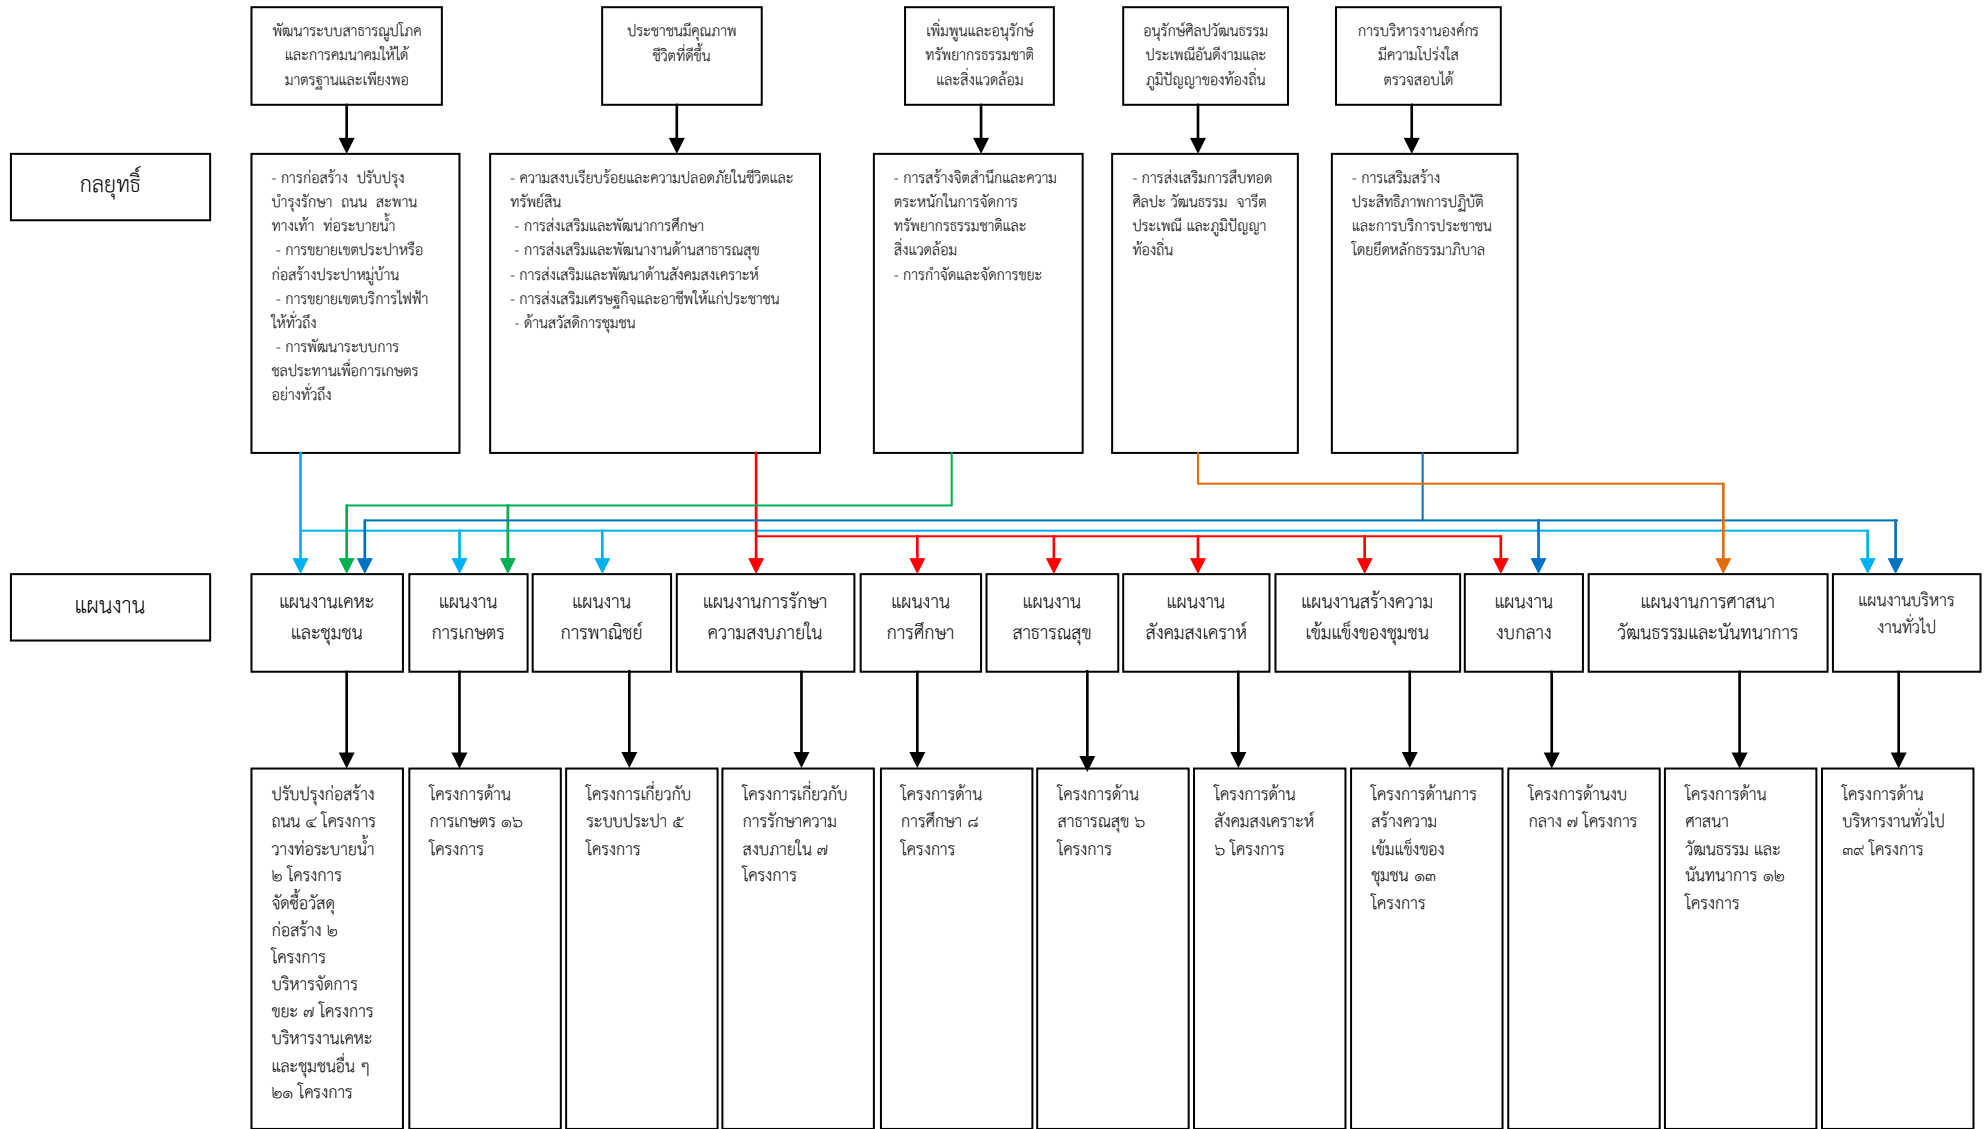 พัฒนาระบบสาธารณูปโภค
และการคมนาคมให้ได้
มาตรฐานและเพียงพอ
ประชาชนมีคุณภาพ
ชีวิตที่ดีขึ้น
เพิ่มพูนและอนุรักษ์
ทรัพยากรธรรมชาติ
และสิ่งแวดล้อม
อนุรักษ์ศิลปวัฒนธรรม
ประเพณีอันดีงามและ
ภูมิปัญญาของท้องถิ่น
การบริหารงานองค์กร
มีความโปร่งใส
ตรวจสอบได้
กลยุทธิ์
- การก่อสร้าง ปรับปรุง
บำรุงรักษา ถนน สะพาน
ทางเท้า ท่อระบายน้ำ
- การขยายเขตประปาหรือ
ก่อสร้างประปาหมู่บ้าน
- การขยายเขตบริการไฟฟ้า
ให้ทั่วถึง
- การพัฒนาระบบการ
ชลประทานเพื่อการเกษตร
อย่างทั่วถึง
- ความสงบเรียบร้อยและความปลอดภัยในชีวิตและ
ทรัพย์สิน
- การส่งเสริมและพัฒนาการศึกษา
- การส่งเสริมและพัฒนางานด้านสาธารณสุข
- การส่งเสริมและพัฒนาด้านสังคมสงเคราะห์
- การส่งเสริมเศรษฐกิจและอาชีพให้แก่ประชาชน
- ด้านสวัสดิการชุมชน
- การสร้างจิตสำนึกและความ
ตระหนักในการจัดการ
ทรัพยากรธรรมชาติและ
สิ่งแวดล้อม
- การกำจัดและจัดการขยะ
- การส่งเสริมการสืบทอด
ศิลปะ วัฒนธรรม จารีต
ประเพณี และภูมิปัญญา
ท้องถิ่น
- การเสริมสร้าง
ประสิทธิภาพการปฏิบัติ
และการบริการประชาชน
โดยยึดหลักธรรมาภิบาล
แผนงาน
แผนงานเคหะ
และชุมชน
แผนงาน
การเกษตร
แผนงาน
การพาณิชย์
แผนงานการรักษา
ความสงบภายใน
แผนงาน
การศึกษา
แผนงาน
สาธารณสุข
แผนงาน
สังคมสงเคราะห์
แผนงานสร้างความ
เข้มแข็งของชุมชน
แผนงาน
งบกลาง
แผนงานการศาสนา
วัฒนธรรมและนันทนาการ
แผนงานบริหาร
งานทั่วไป
ปรับปรุงก่อสร้าง
ถนน ๔ โครงการ
วางท่อระบายน้ำ
๒ โครงการ
จัดซื้อวัสดุ
ก่อสร้าง ๒
โครงการ
บริหารจัดการ
ขยะ ๗ โครงการ
บริหารงานเคหะ
และชุมชนอื่น ๆ
๒๑ โครงการ
โครงการด้าน
การเกษตร ๑๖
โครงการ
โครงการเกี่ยวกับ
ระบบประปา ๕
โครงการ
โครงการเกี่ยวกับ
การรักษาความ
สงบภายใน ๗
โครงการ
โครงการด้าน
การศึกษา ๘
โครงการ
โครงการด้าน
สาธารณสุข ๖
โครงการ
โครงการด้าน
สังคมสงเคราะห์
๖ โครงการ
โครงการด้านการ
สร้างความ
เข้มแข็งของ
ชุมชน ๑๓
โครงการ
โครงการด้านงบ
กลาง ๗ โครงการ
โครงการด้าน
ศาสนา
วัฒนธรรม และ
นันทนาการ ๑๒
โครงการ
โครงการด้าน
บริหารงานทั่วไป
๓๙ โครงการ